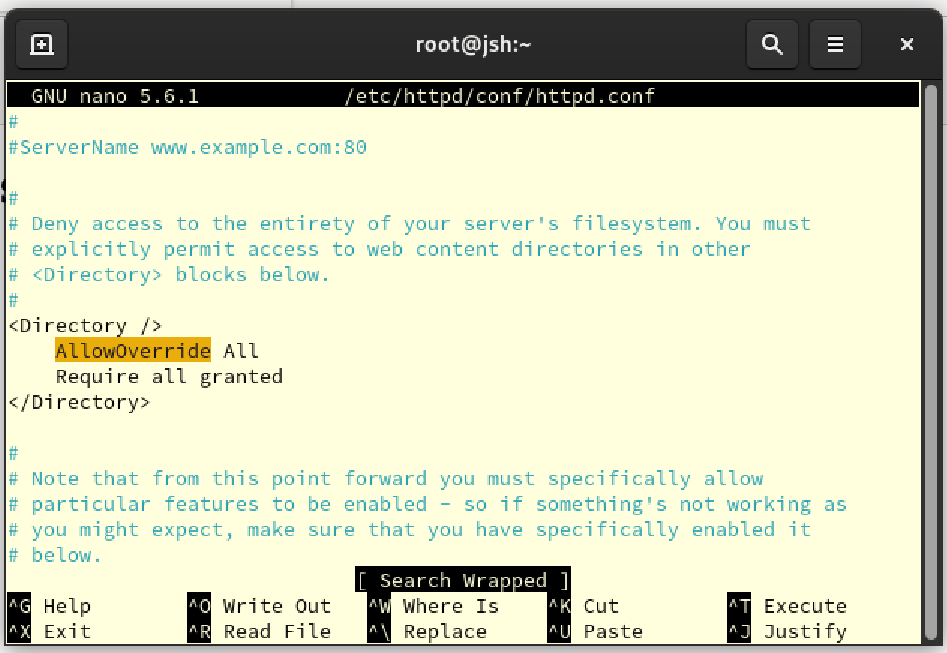 root@jsh:~
GNU nano 5.6.1 /etc/httpd/conf/httpd.conf
#
#ServerName www.example.com:80
#
# Deny access to the entirety of your server's filesystem. You must
# explicitly permit access to web content directories in other
# <Directory> blocks below.
#
<Directory />
    AllowOverride All
    Require all granted
</Directory>
#
# Note that from this point forward you must specifically allow
# particular features to be enabled - so if something's not working as
# you might expect, make sure that you have specifically enabled it
# below.
[ Search Wrapped ]
^G Help ^O Write Out ^W Where Is ^K Cut ^T Execute
^X Exit ^R Read File ^\ Replace ^U Paste ^J Justify